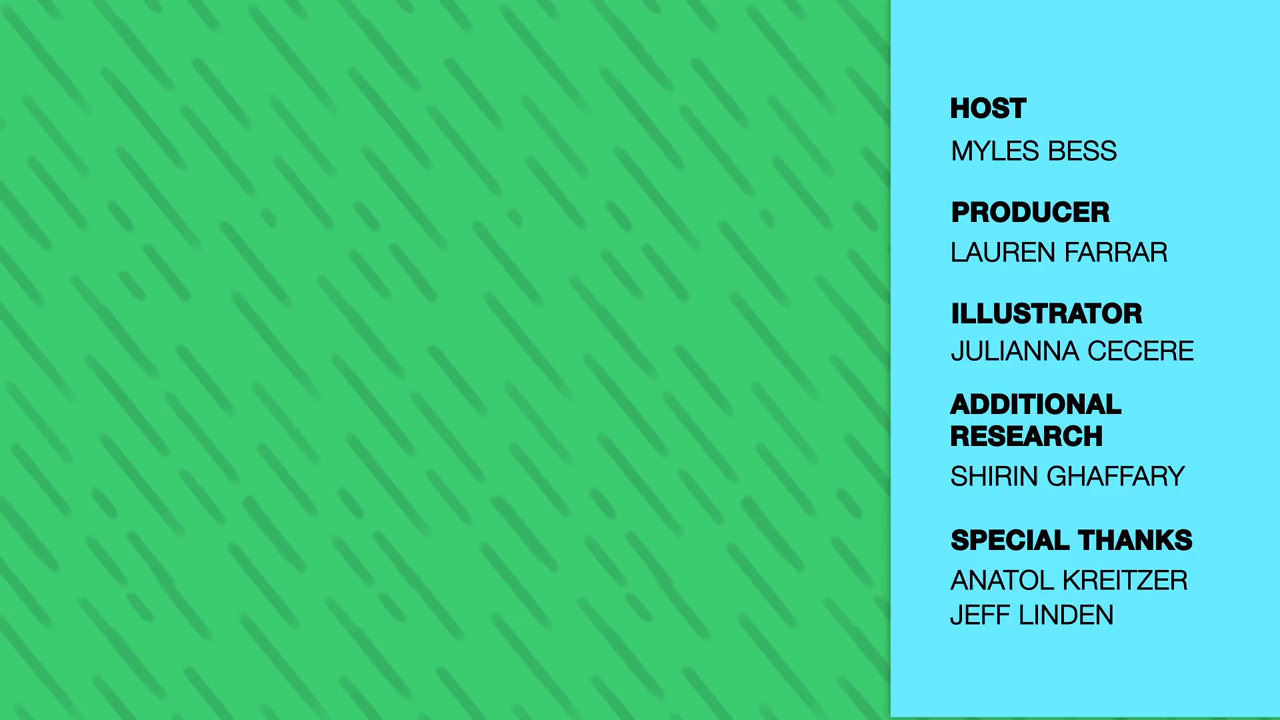 HOST
MYLES BESS
PRODUCER
LAUREN FARRAR
ILLUSTRATOR
JULIANNA CECERE
ADDITIONAL
RESEARCH
SHIRIN GHAFFARY
SPECIAL THANKS
ANATOL KREITZER
JEFF LINDEN